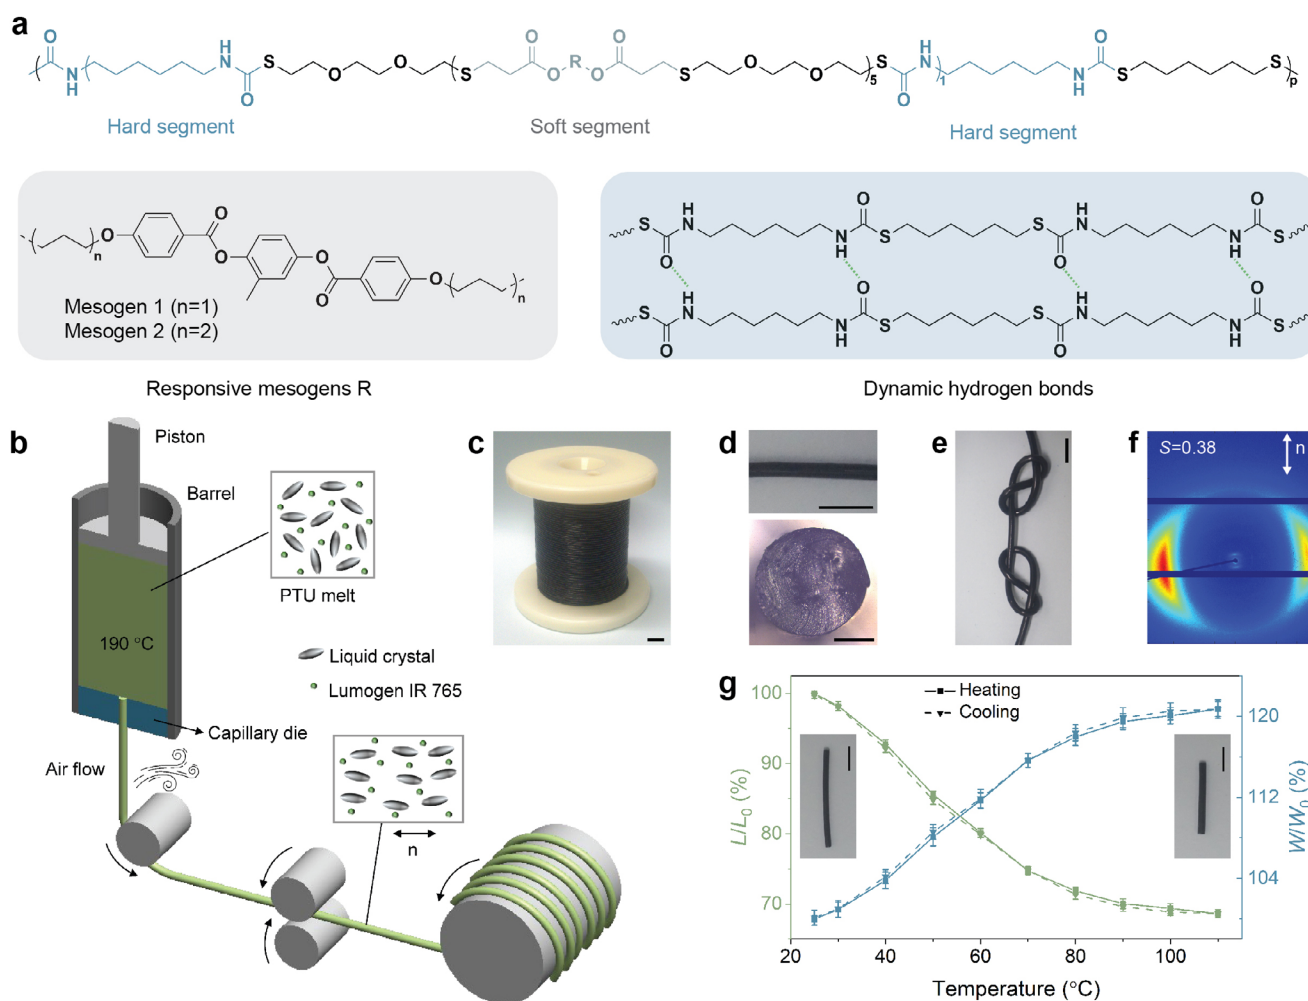 a
O
N
H
N
H
O
S
O
O
S
O
O
R
O
O
S
O
O
S
5
O
H
N
1
N
H
O
S
S
p
Hard segment
Soft segment
Hard segment
n
O
O
O
O
O
O
n
Mesogen 1 (n=1)
Mesogen 2 (n=2)
S
H
N
O
N
H
O
S
S
O
H
N
N
H
O
S
S
O
H
N
N
H
O
S
S
O
H
N
N
H
O
S
Responsive mesogens R
Dynamic hydrogen bonds
b
Piston
Barrel
PTU melt
190 °C
Liquid crystal
Lumogen IR 765
Capillary die
Air flow
n
c
d
e
f
S=0.38
n
g
Heating
Cooling
100
90
80
70
L/L0 (%)
120
112
104
W/W0 (%)
20
40
60
80
100
Temperature (°C)